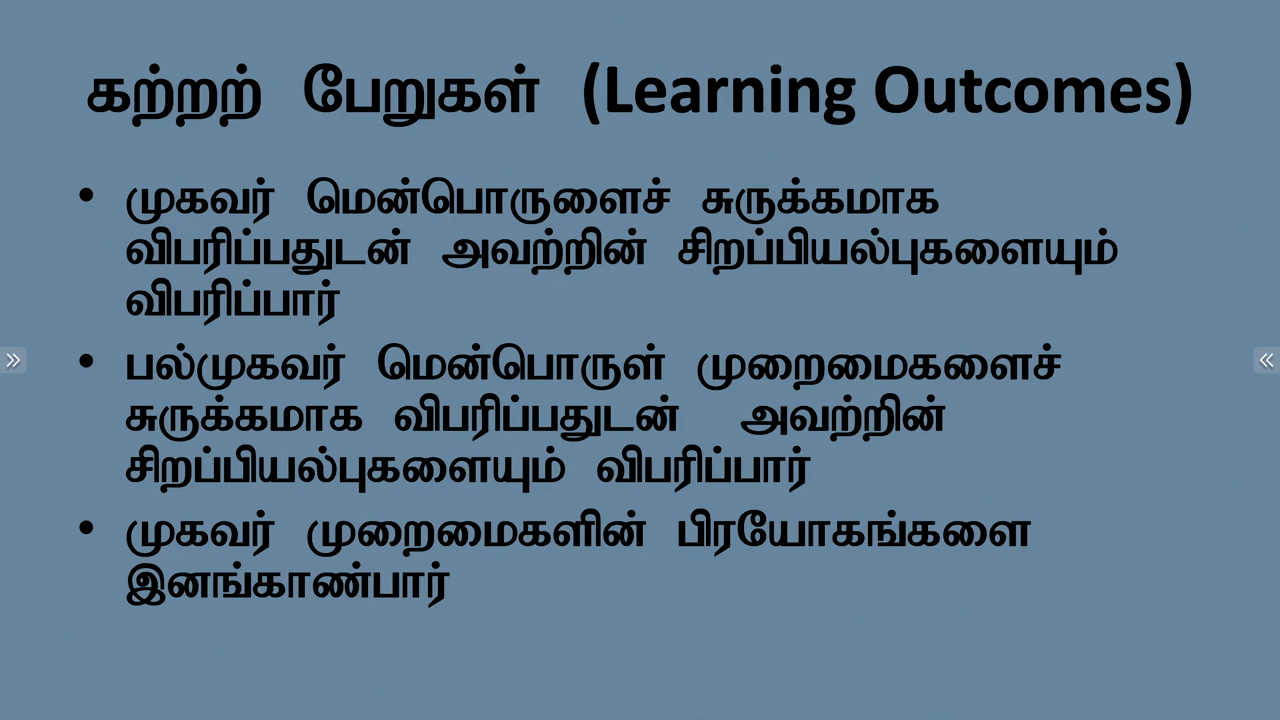 கற்றற் பேறுகள் (Learning Outcomes)
• முகவர் மென்பொருளைச் சுருக்கமாக
விபரிப்பதுடன் அவற்றின் சிறப்பியல்புகளையும்
விபரிப்பார்
• பல்முகவர் மென்பொருள் முறைமைகளைச்
சுருக்கமாக விபரிப்பதுடன் அவற்றின்
சிறப்பியல்புகளையும் விபரிப்பார்
• முகவர் முறைமைகளின் பிரயோகங்களை
இனங்காண்பார்